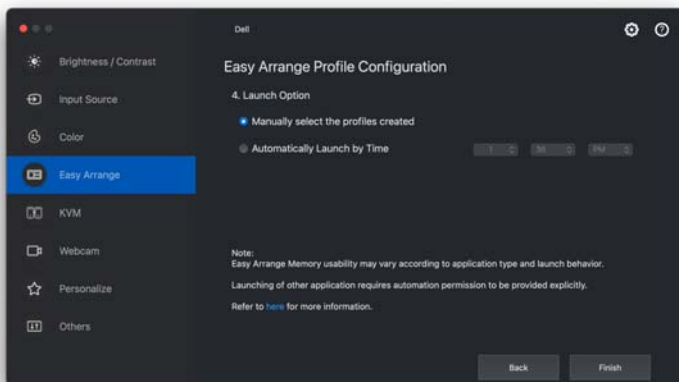 Dell
Brightness / Contrast
Input Source
Color
Easy Arrange
KVM
Webcam
Personalize
Others
Easy Arrange Profile Configuration
4. Launch Option
Manually select the profiles created
Automatically Launch by Time
1
36
PM
Note:
Easy Arrange Memory usability may vary according to application type and launch behavior.
Launching of other application requires automation permission to be provided explicitly.
Refer to here for more information.
Back
Finish